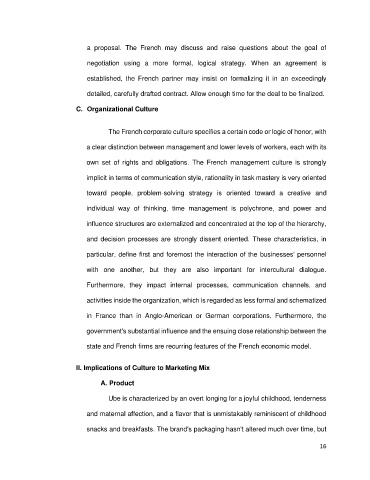 a proposal. The French may discuss and raise questions about the goal of
negotiation using a more formal, logical strategy. When an agreement is
established, the French partner may insist on formalizing it in an exceedingly
detailed, carefully drafted contract. Allow enough time for the deal to be finalized.
C. Organizational Culture
The French corporate culture specifies a certain code or logic of honor, with
a clear distinction between management and lower levels of workers, each with its
own set of rights and obligations. The French management culture is strongly
implicit in terms of communication style, rationality in task mastery is very oriented
toward people, problem-solving strategy is oriented toward a creative and
individual way of thinking, time management is polychrone, and power and
influence structures are externalized and concentrated at the top of the hierarchy,
and decision processes are strongly dissent oriented. These characteristics, in
particular, define first and foremost the interaction of the businesses' personnel
with one another, but they are also important for intercultural dialogue.
Furthermore, they impact internal processes, communication channels, and
activities inside the organization, which is regarded as less formal and schematized
in France than in Anglo-American or German corporations. Furthermore, the
government's substantial influence and the ensuing close relationship between the
state and French firms are recurring features of the French economic model.
II. Implications of Culture to Marketing Mix
A. Product
Ube is characterized by an overt longing for a joyful childhood, tenderness
and maternal affection, and a flavor that is unmistakably reminiscent of childhood
snacks and breakfasts. The brand's packaging hasn't altered much over time, but
16